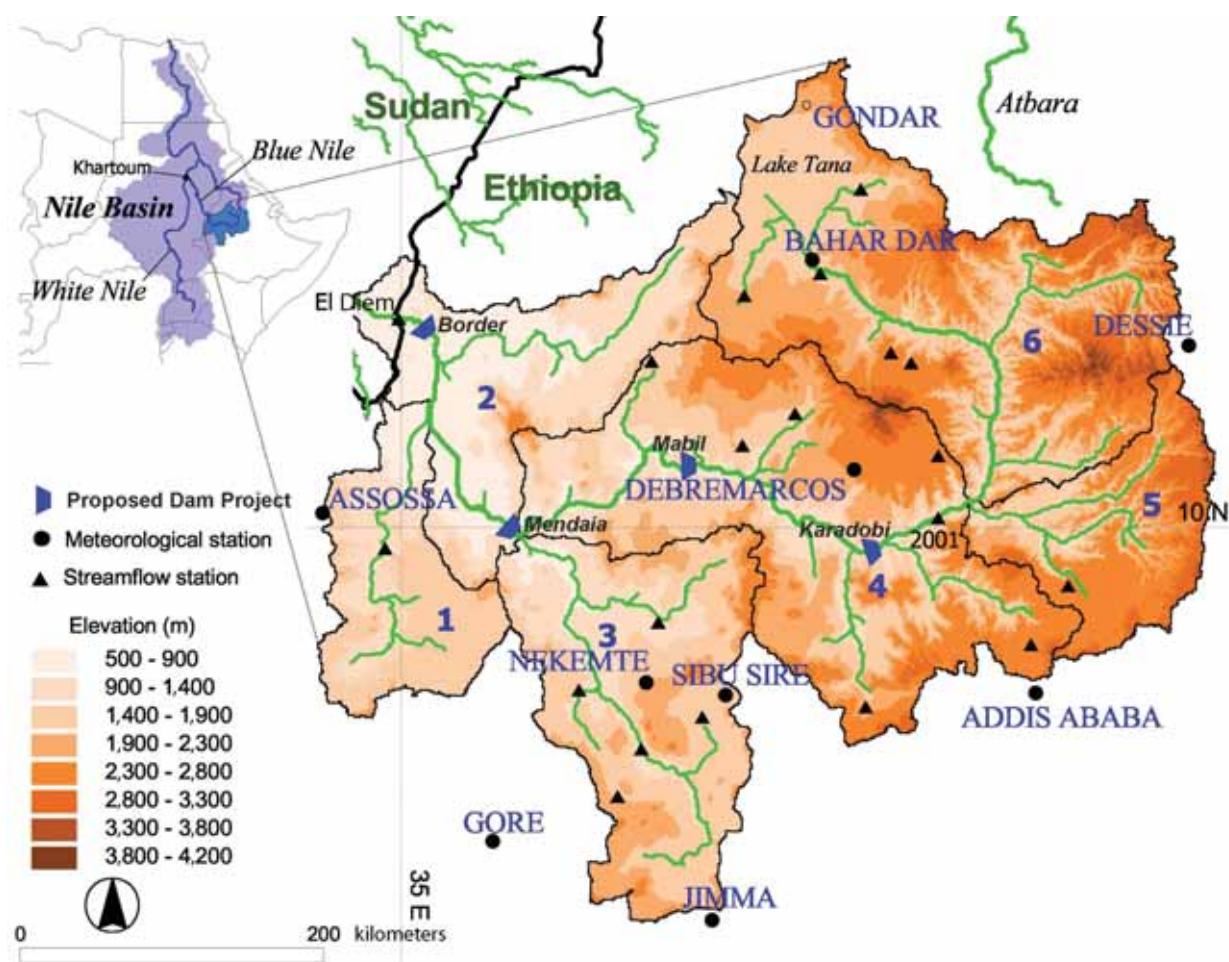 Sudan
Ethiopia
Atbara
GONDAR
Lake Tana
Blue Nile
Khartoum
Nile Basin
White Nile
BAHAR DAR
El Diem
Border
6
DESSIE
2
Mabil
DEBREMARCOS
5
10 N
ASSOSSA
Mendaia
Karadobi
2001
4
Proposed Dam Project
Meteorological station
Streamflow station
1
3
NEKEMTE
SIBU SIRE
ADDIS ABABA
Elevation (m)
500 - 900
900 - 1,400
1,400 - 1,900
1,900 - 2,300
2,300 - 2,800
2,800 - 3,300
3,300 - 3,800
3,800 - 4,200
GORE
JIMMA
35 E
0
200 kilometers